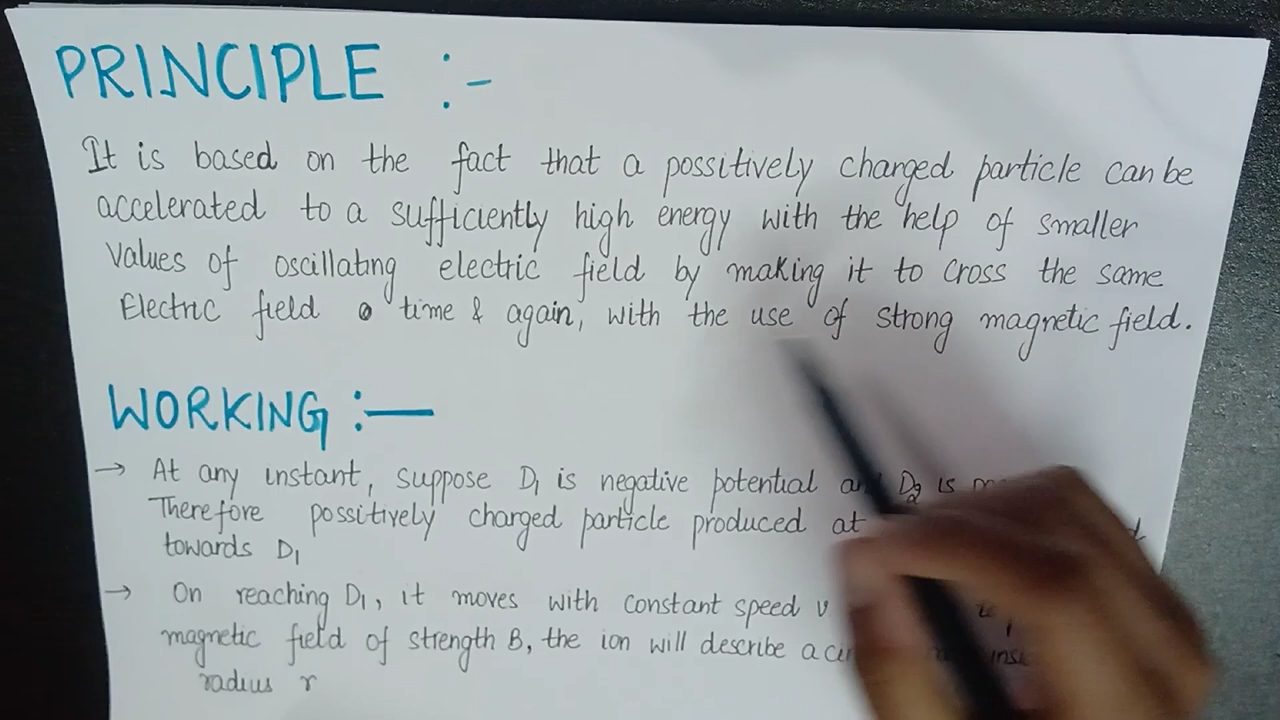 PRINCIPLE :-
It is based on the fact that a possitively charged particle can be
accelerated to a sufficiently high energy with the help of smaller
values of oscillating electric field by making it to cross the same
Electric field time & again, with the use of strong magnetic field.
WORKING :—
→ At any instant, suppose D₁ is negative potential D₂ is
Therefore possitively charged particle produced at
towards D₁
→ On reaching D₁, it moves with constant speed v
magnetic field of strength B, the ion will describe a
radius r